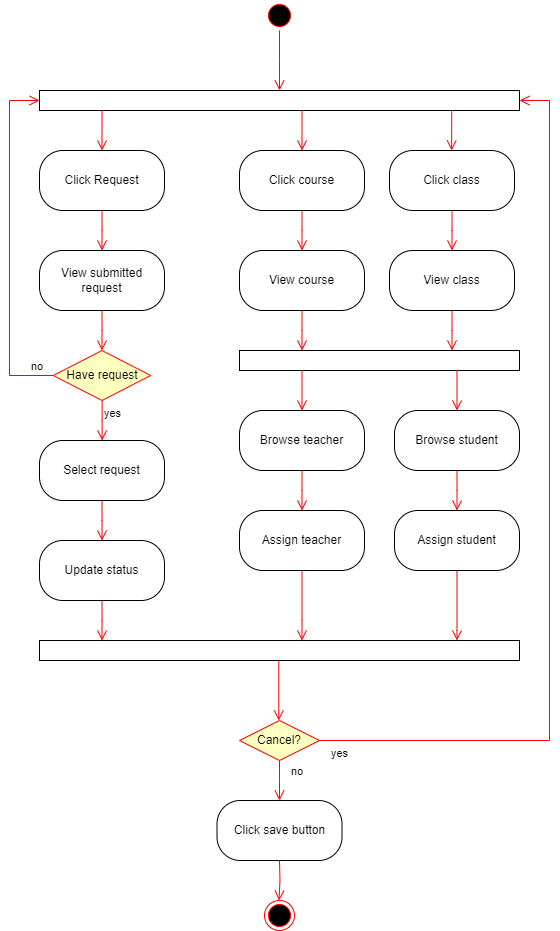 Click Request
Click course
Click class
View submitted
request
View course
View class
no
Have request
yes
Browse teacher
Browse student
Select request
Assign teacher
Assign student
Update status
Cancel?
yes
no
Click save button